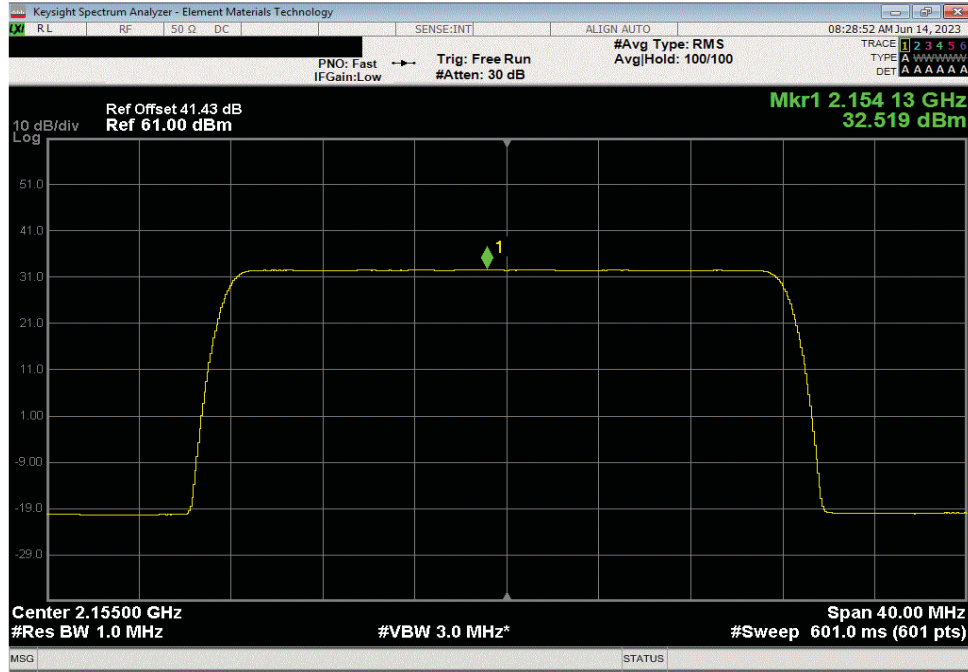 Keysight Spectrum Analyzer - Element Materials Technology
LXI RL RF 50 Ω DC SENSE:INT ALIGN AUTO 08:28:52 AM Jun 14, 2023
PNO: Fast Trig: Free Run #Avg Type: RMS TRACE 1 2 3 4 5 6
IFGain:Low #Atten: 30 dB Avg|Hold: 100/100 TYPE A WWWWW
DET A A A A A A
Mkr1 2.154 13 GHz
32.519 dBm
Ref Offset 41.43 dB
10 dB/div Ref 61.00 dBm
Log
51.0
41.0
1
31.0
21.0
11.0
1.00
-9.00
-19.0
-29.0
Center 2.15500 GHz Span 40.00 MHz
#Res BW 1.0 MHz #VBW 3.0 MHz* #Sweep 601.0 ms (601 pts)
MSG STATUS